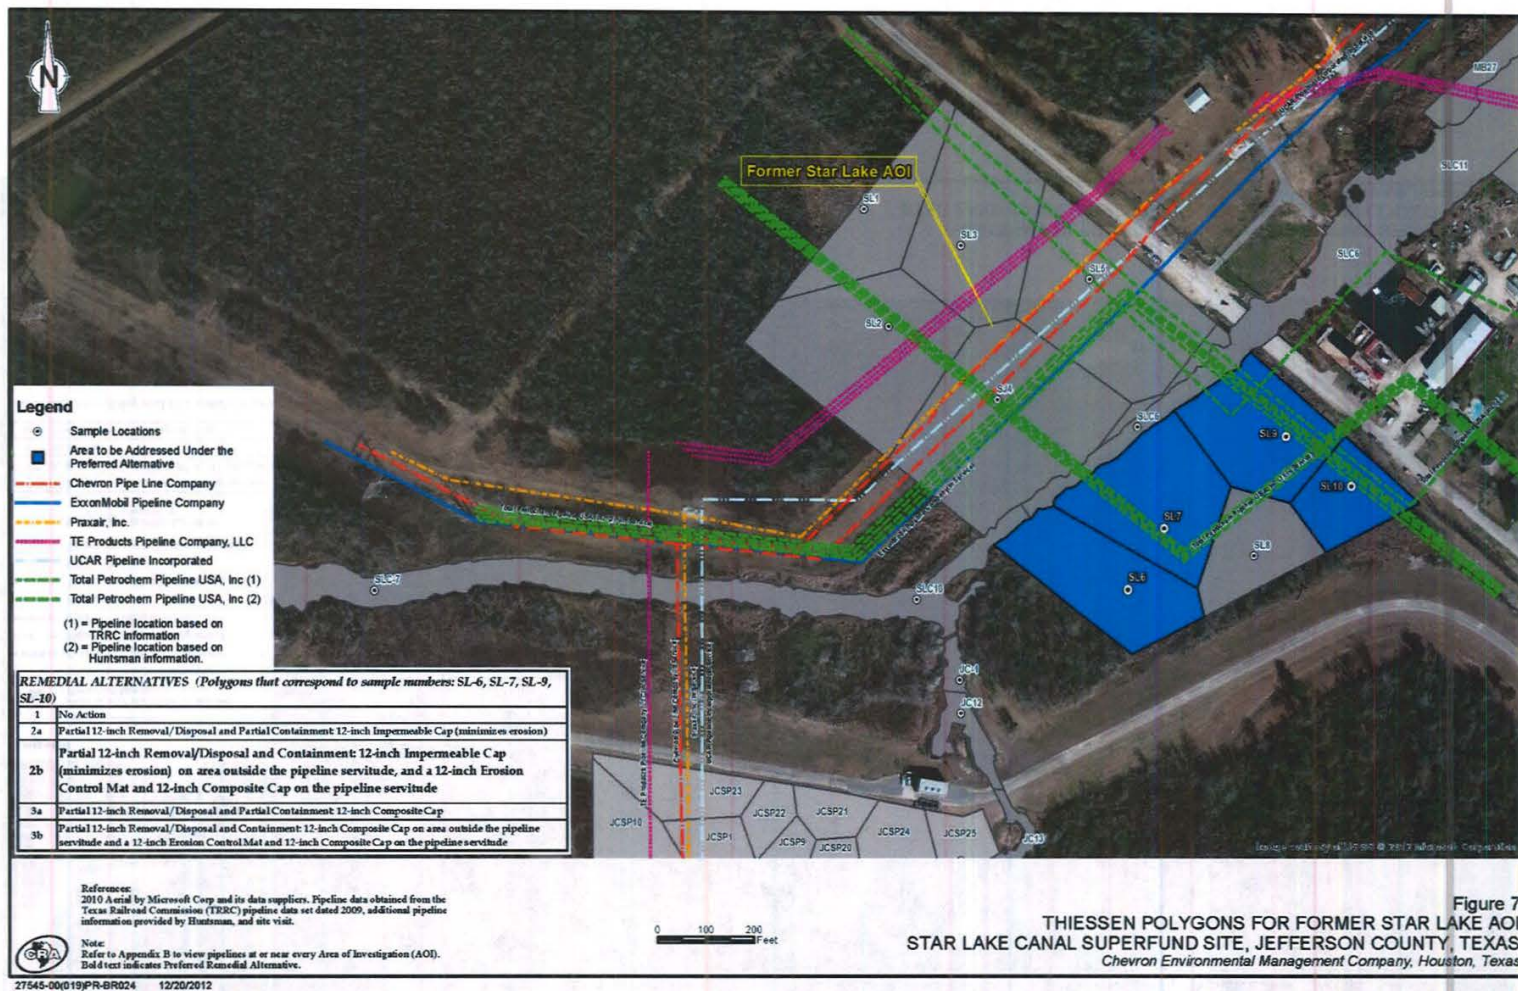 N
MB27
SLC11
Former Star Lake AOI
SL1
SL3
SLC6
SL5
SL2
SL4
SLC5
SL9
SL10
SL7
SL8
SL6
SLC-7
SLC10
JC-1
JC12
JCSP23
JCSP10
JCSP22
JCSP21
JCSP1
JCSP9
JCSP20
JCSP24
JCSP25
JC13
Legend
Sample Locations
Area to be Addressed Under the
Preferred Alternative
Chevron Pipe Line Company
ExxonMobil Pipeline Company
Praxair, Inc.
TE Products Pipeline Company, LLC
UCAR Pipeline Incorporated
Total Petrochem Pipeline USA, Inc (1)
Total Petrochem Pipeline USA, Inc (2)
(1) = Pipeline location based on
TRRC Information
(2) = Pipeline location based on
Huntsman information.
REMEDIAL ALTERNATIVES (Polygons that correspond to sample numbers: SL-6, SL-7, SL-9,
SL-10)
1 No Action
2a Partial 12-inch Removal/Disposal and Partial Containment: 12-inch Impermeable Cap (minimizes erosion)
2b Partial 12-inch Removal/Disposal and Containment: 12-inch Impermeable Cap
(minimizes erosion) on area outside the pipeline servitude, and a 12-inch Erosion
Control Mat and 12-inch Composite Cap on the pipeline servitude
3a Partial 12-inch Removal/Disposal and Partial Containment: 12-inch Composite Cap
3b Partial 12-inch Removal/Disposal and Containment: 12-inch Composite Cap on area outside the pipeline
servitude and a 12-inch Erosion Control Mat and 12-inch Composite Cap on the pipeline servitude
References:
2010 Aerial by Microsoft Corp and its data suppliers. Pipeline data obtained from the
Texas Railroad Commission (TRRC) pipeline data set dated 2009, additional pipeline
information provided by Huntsman, and site visit.
Note:
Refer to Appendix B to view pipelines at or near every Area of Investigation (AOI).
Bold text indicates Preferred Remedial Alternative.
CRA
0 100 200
Feet
Figure 7
THIESSEN POLYGONS FOR FORMER STAR LAKE AOI
STAR LAKE CANAL SUPERFUND SITE, JEFFERSON COUNTY, TEXAS
Chevron Environmental Management Company, Houston, Texas
27545-00(019)PR-BR024 12/20/2012